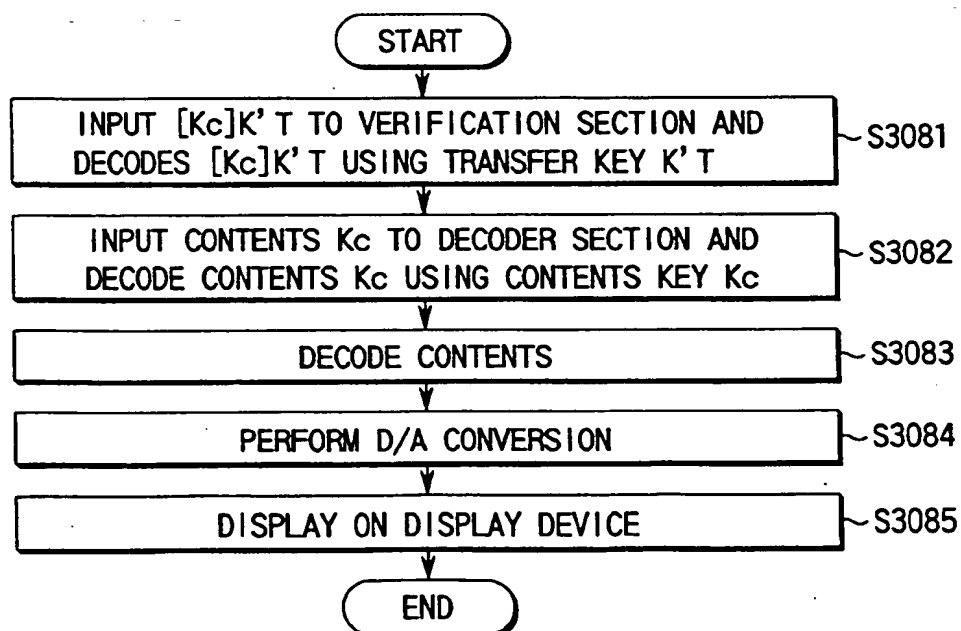 START
INPUT [Kc]K'T TO VERIFICATION SECTION AND
DECODES [Kc]K'T USING TRANSFER KEY K'T
S3081
INPUT CONTENTS Kc TO DECODER SECTION AND
DECODE CONTENTS Kc USING CONTENTS KEY Kc
S3082
DECODE CONTENTS
S3083
PERFORM D/A CONVERSION
S3084
DISPLAY ON DISPLAY DEVICE
S3085
END